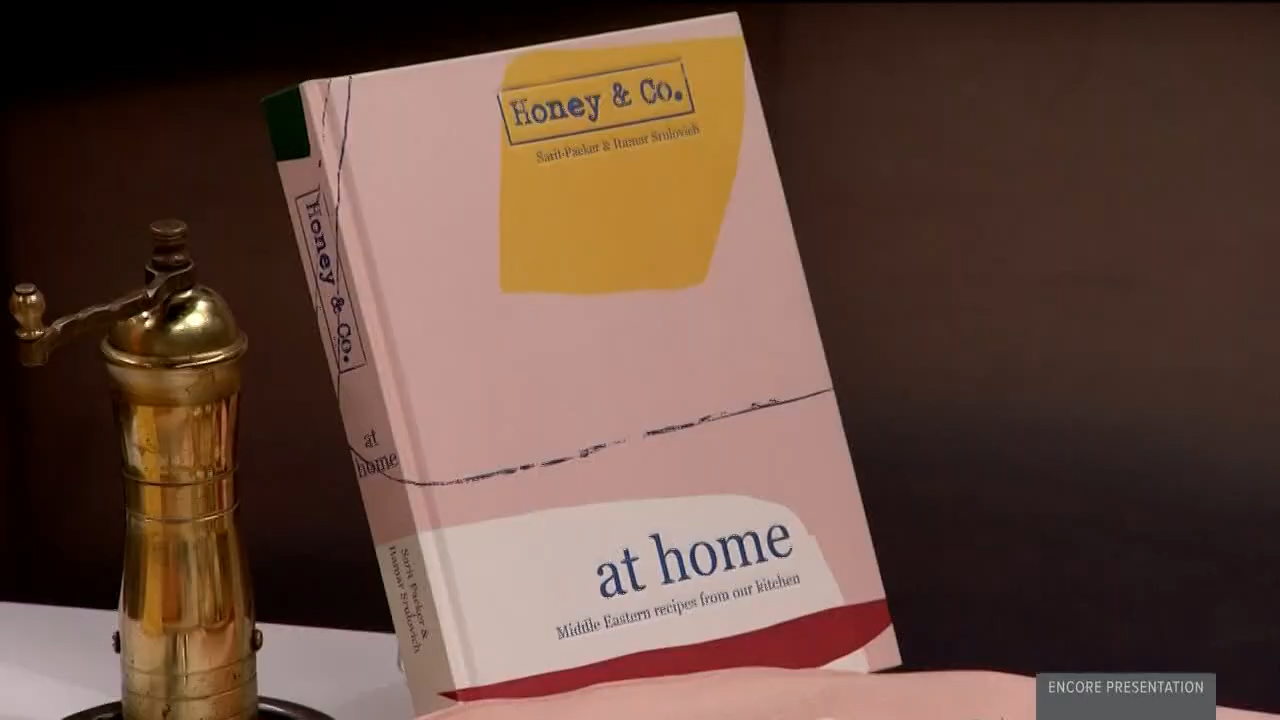 Honey & Co.
Sarit Packer & Itamar Srulovich
at home
Middle Eastern recipes from our kitchen
Honey & Co.
at
home
Sarit Packer &
Itamar Srulovich
ENCORE PRESENTATION